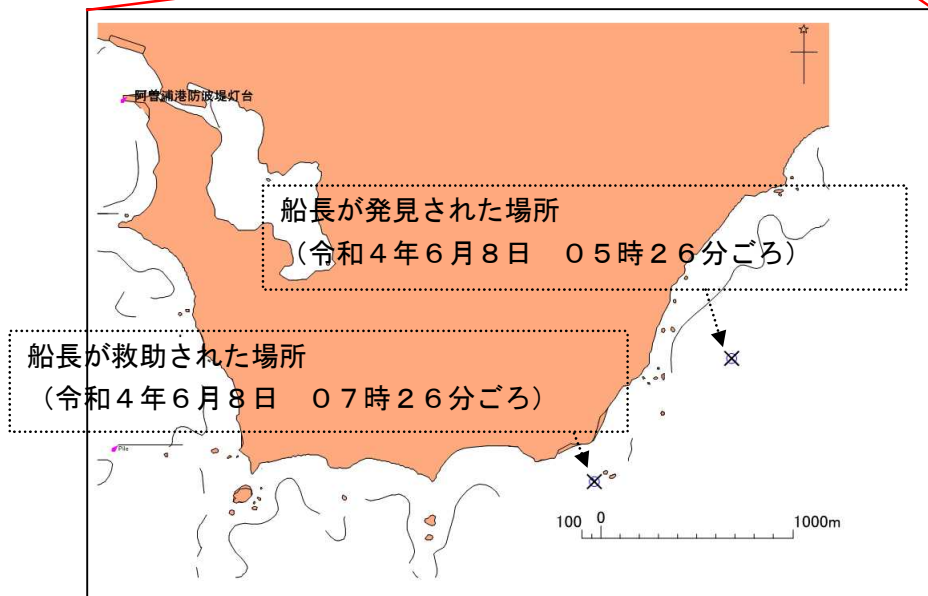 阿曽浦港防波堤灯台
船長が発見された場所
（令和４年６月８日　０５時２６分ごろ）
船長が救助された場所
（令和４年６月８日　０７時２６分ごろ）
Pile
100 0 1000m